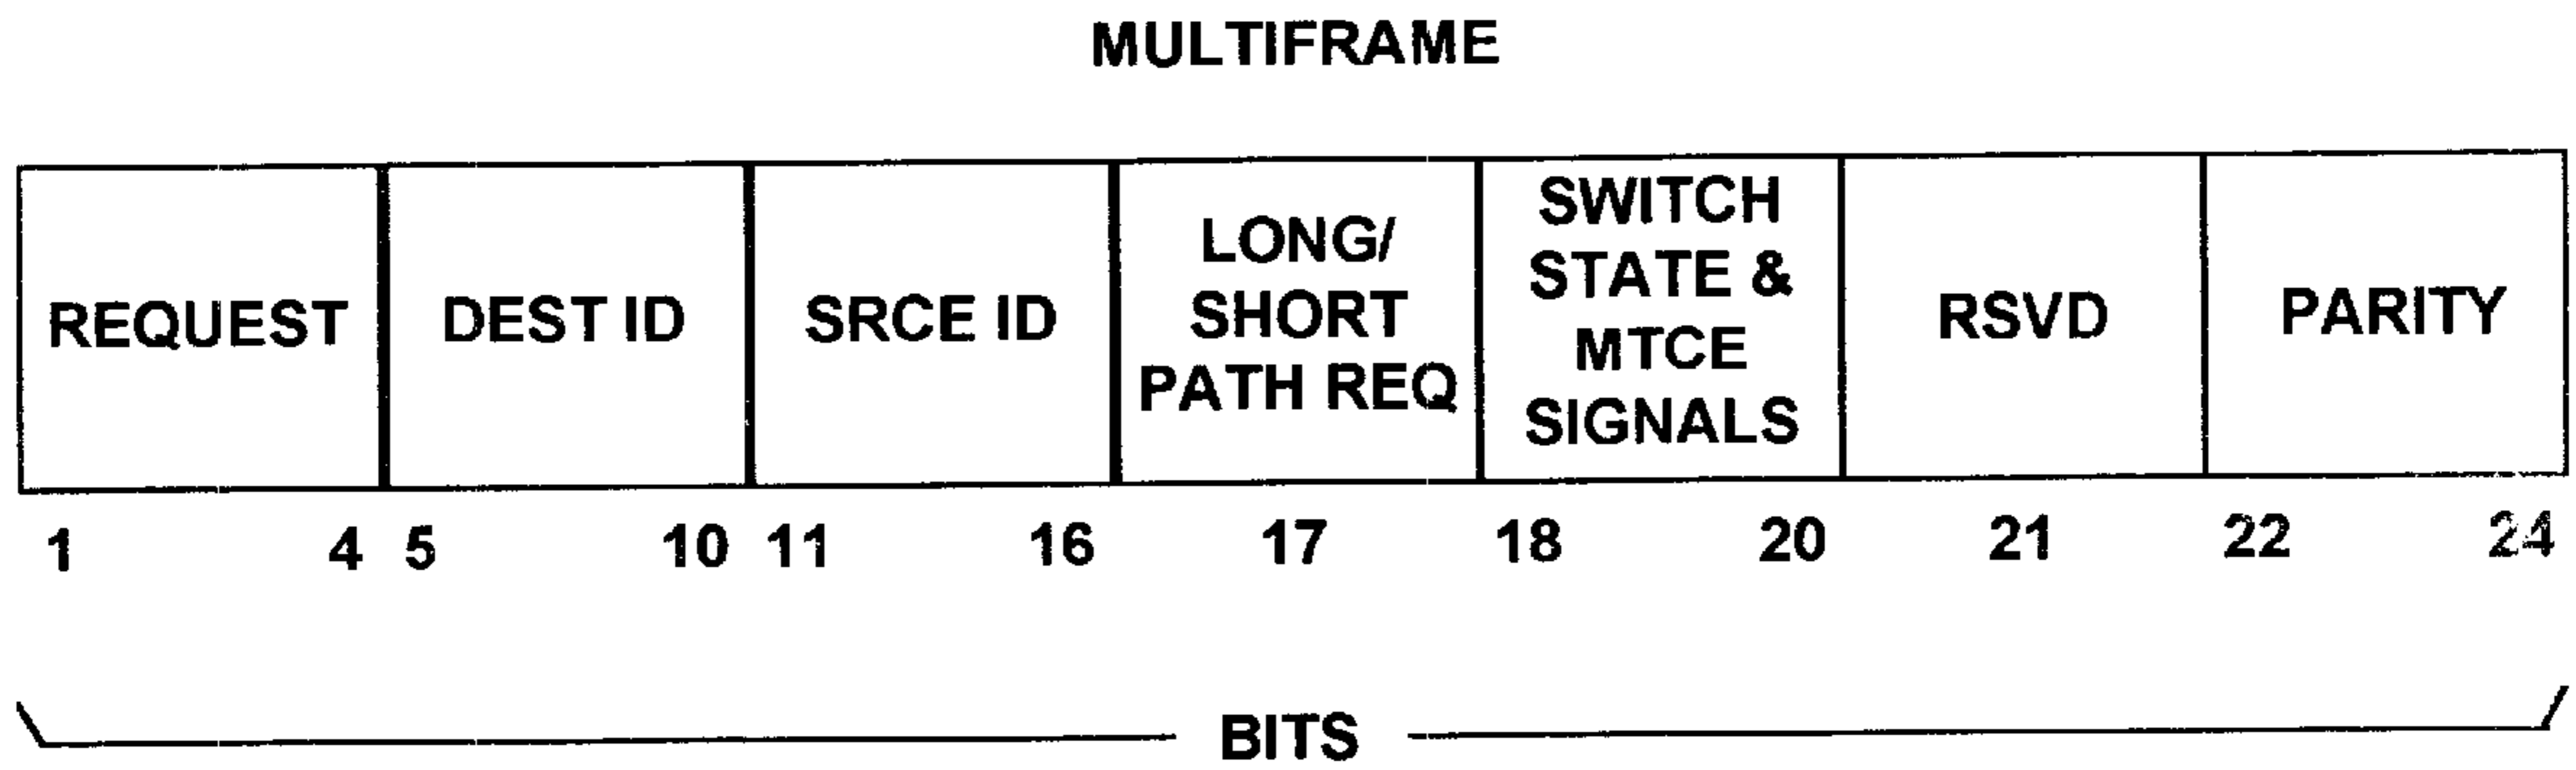 MULTIFRAME
REQUEST
DEST ID
SRCE ID
LONG/
SHORT
PATH REQ
SWITCH
STATE &
MTCE
SIGNALS
RSVD
PARITY
1 4 5 10 11 16 17 18 20 21 22 24
BITS